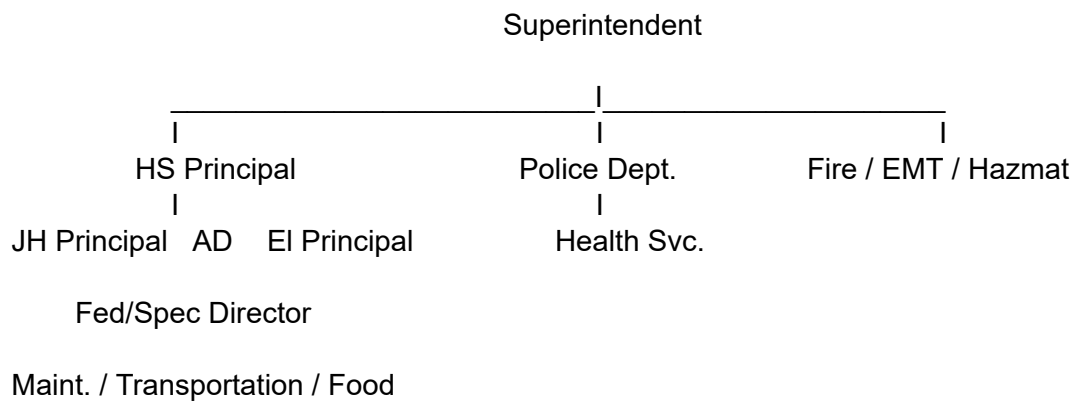 Superintendent
HS Principal Police Dept. Fire / EMT / Hazmat
JH Principal AD El Principal Health Svc.
Fed/Spec Director
Maint. / Transportation / Food